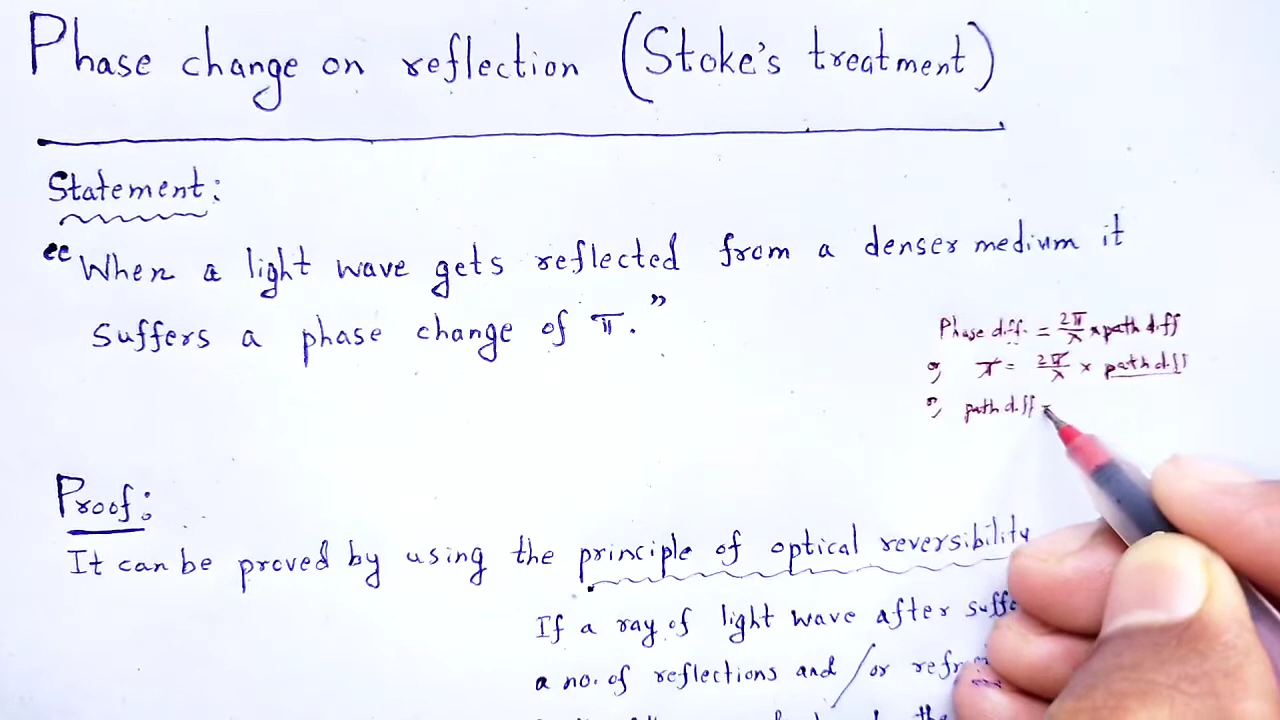 Phase change on reflection (Stoke's treatment)
Statement:
"When a light wave gets reflected from a denser medium it
suffers a phase change of π."
Phase diff. = 2π/λ × path diff
or, π = 2π/λ × path diff
or, path diff =
Proof:
It can be proved by using the principle of optical reversibility
If a ray of light wave after suffe
a no. of reflections and/or refr
the